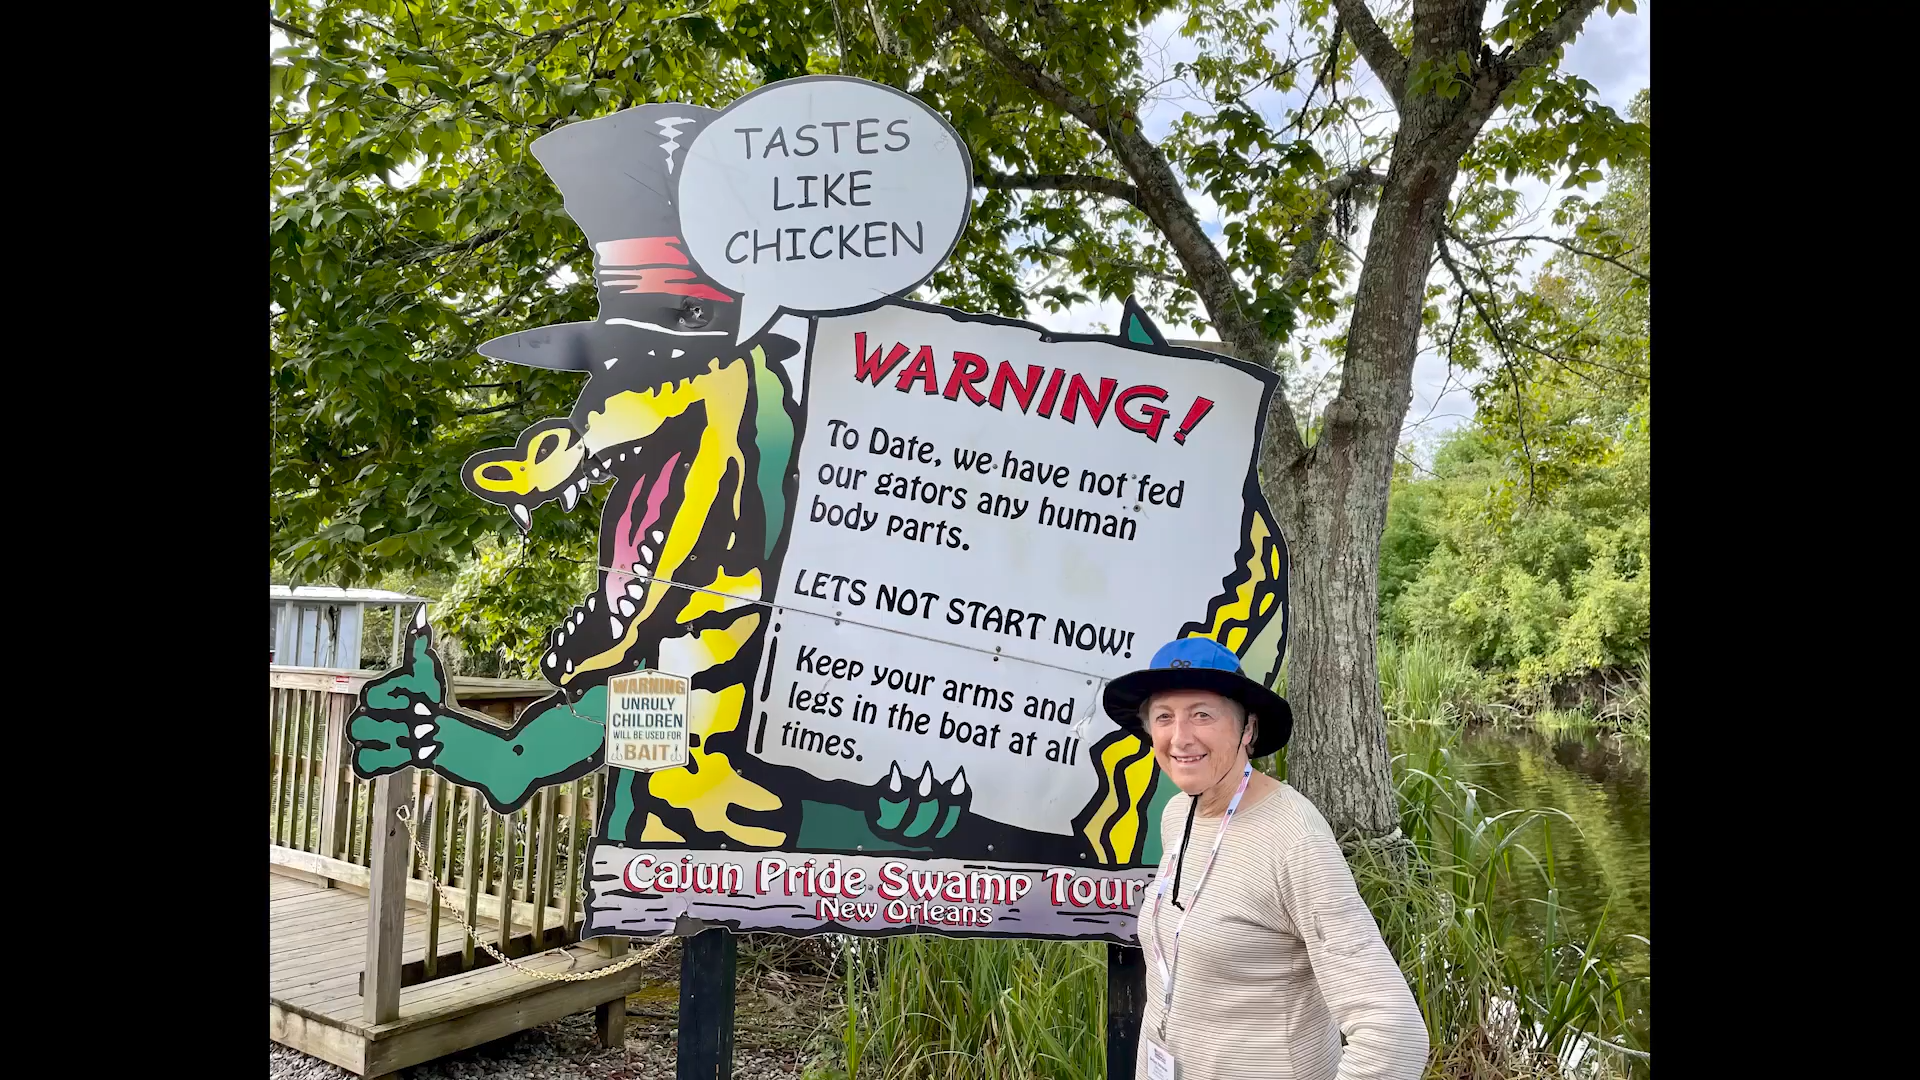 TASTES
LIKE
CHICKEN
WARNING!
To Date, we have not fed
our gators any human
body parts.
LETS NOT START NOW!
Keep your arms and
legs in the boat at all
times.
WARNING
UNRULY
CHILDREN
WILL BE USED FOR
BAIT
Cajun Pride Swamp Tour
New Orleans
OR